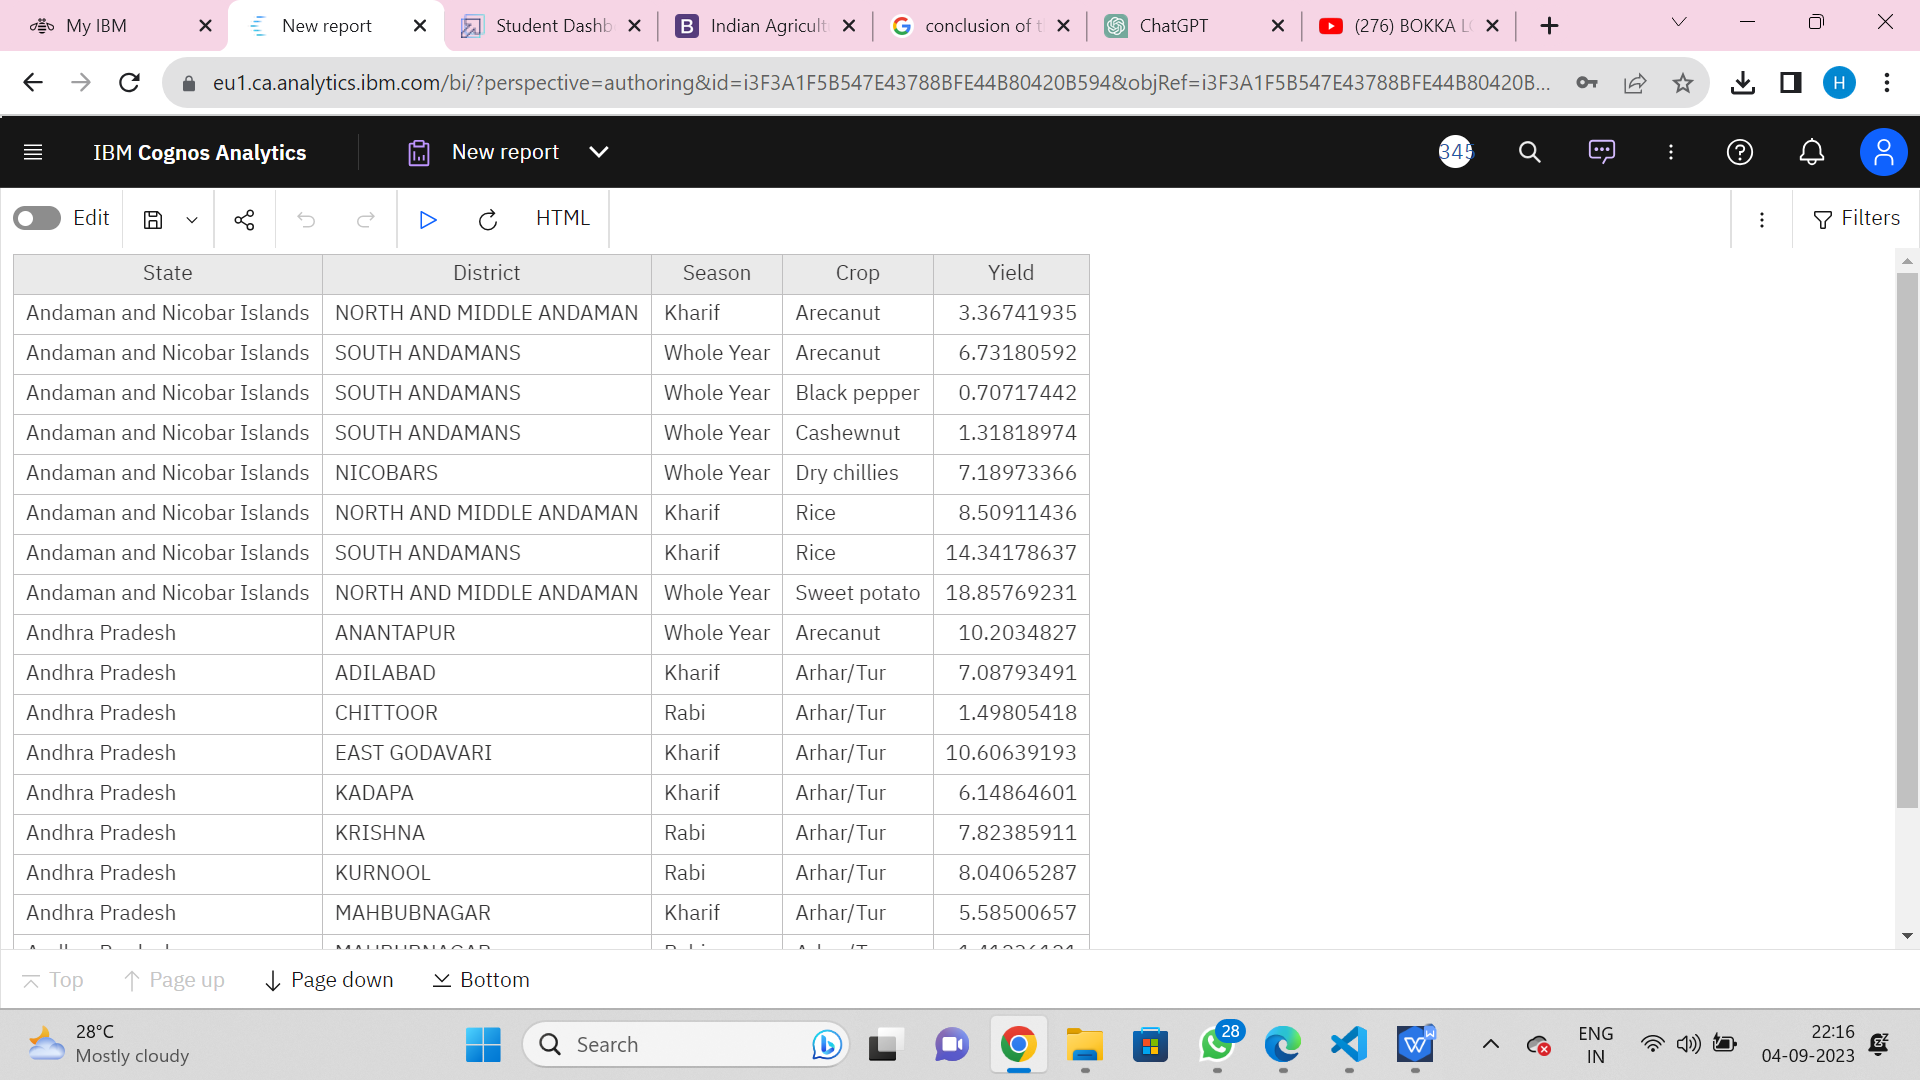 My IBM
New report
Student Dashb
Indian Agricult
conclusion of t
ChatGPT
(276) BOKKA LO
eu1.ca.analytics.ibm.com/bi/?perspective=authoring&id=i3F3A1F5B547E43788BFE44B80420B594&objRef=i3F3A1F5B547E43788BFE44B80420B...
H
IBM Cognos Analytics
New report
345
Edit
HTML
Filters
State District Season Crop Yield
Andaman and Nicobar Islands NORTH AND MIDDLE ANDAMAN Kharif Arecanut 3.36741935
Andaman and Nicobar Islands SOUTH ANDAMANS Whole Year Arecanut 6.73180592
Andaman and Nicobar Islands SOUTH ANDAMANS Whole Year Black pepper 0.70717442
Andaman and Nicobar Islands SOUTH ANDAMANS Whole Year Cashewnut 1.31818974
Andaman and Nicobar Islands NICOBARS Whole Year Dry chillies 7.18973366
Andaman and Nicobar Islands NORTH AND MIDDLE ANDAMAN Kharif Rice 8.50911436
Andaman and Nicobar Islands SOUTH ANDAMANS Kharif Rice 14.34178637
Andaman and Nicobar Islands NORTH AND MIDDLE ANDAMAN Whole Year Sweet potato 18.85769231
Andhra Pradesh ANANTAPUR Whole Year Arecanut 10.2034827
Andhra Pradesh ADILABAD Kharif Arhar/Tur 7.08793491
Andhra Pradesh CHITTOOR Rabi Arhar/Tur 1.49805418
Andhra Pradesh EAST GODAVARI Kharif Arhar/Tur 10.60639193
Andhra Pradesh KADAPA Kharif Arhar/Tur 6.14864601
Andhra Pradesh KRISHNA Rabi Arhar/Tur 7.82385911
Andhra Pradesh KURNOOL Rabi Arhar/Tur 8.04065287
Andhra Pradesh MAHBUBNAGAR Kharif Arhar/Tur 5.58500657
Top Page up Page down Bottom
28°C
Mostly cloudy
Search
28
ENG
IN
22:16
04-09-2023